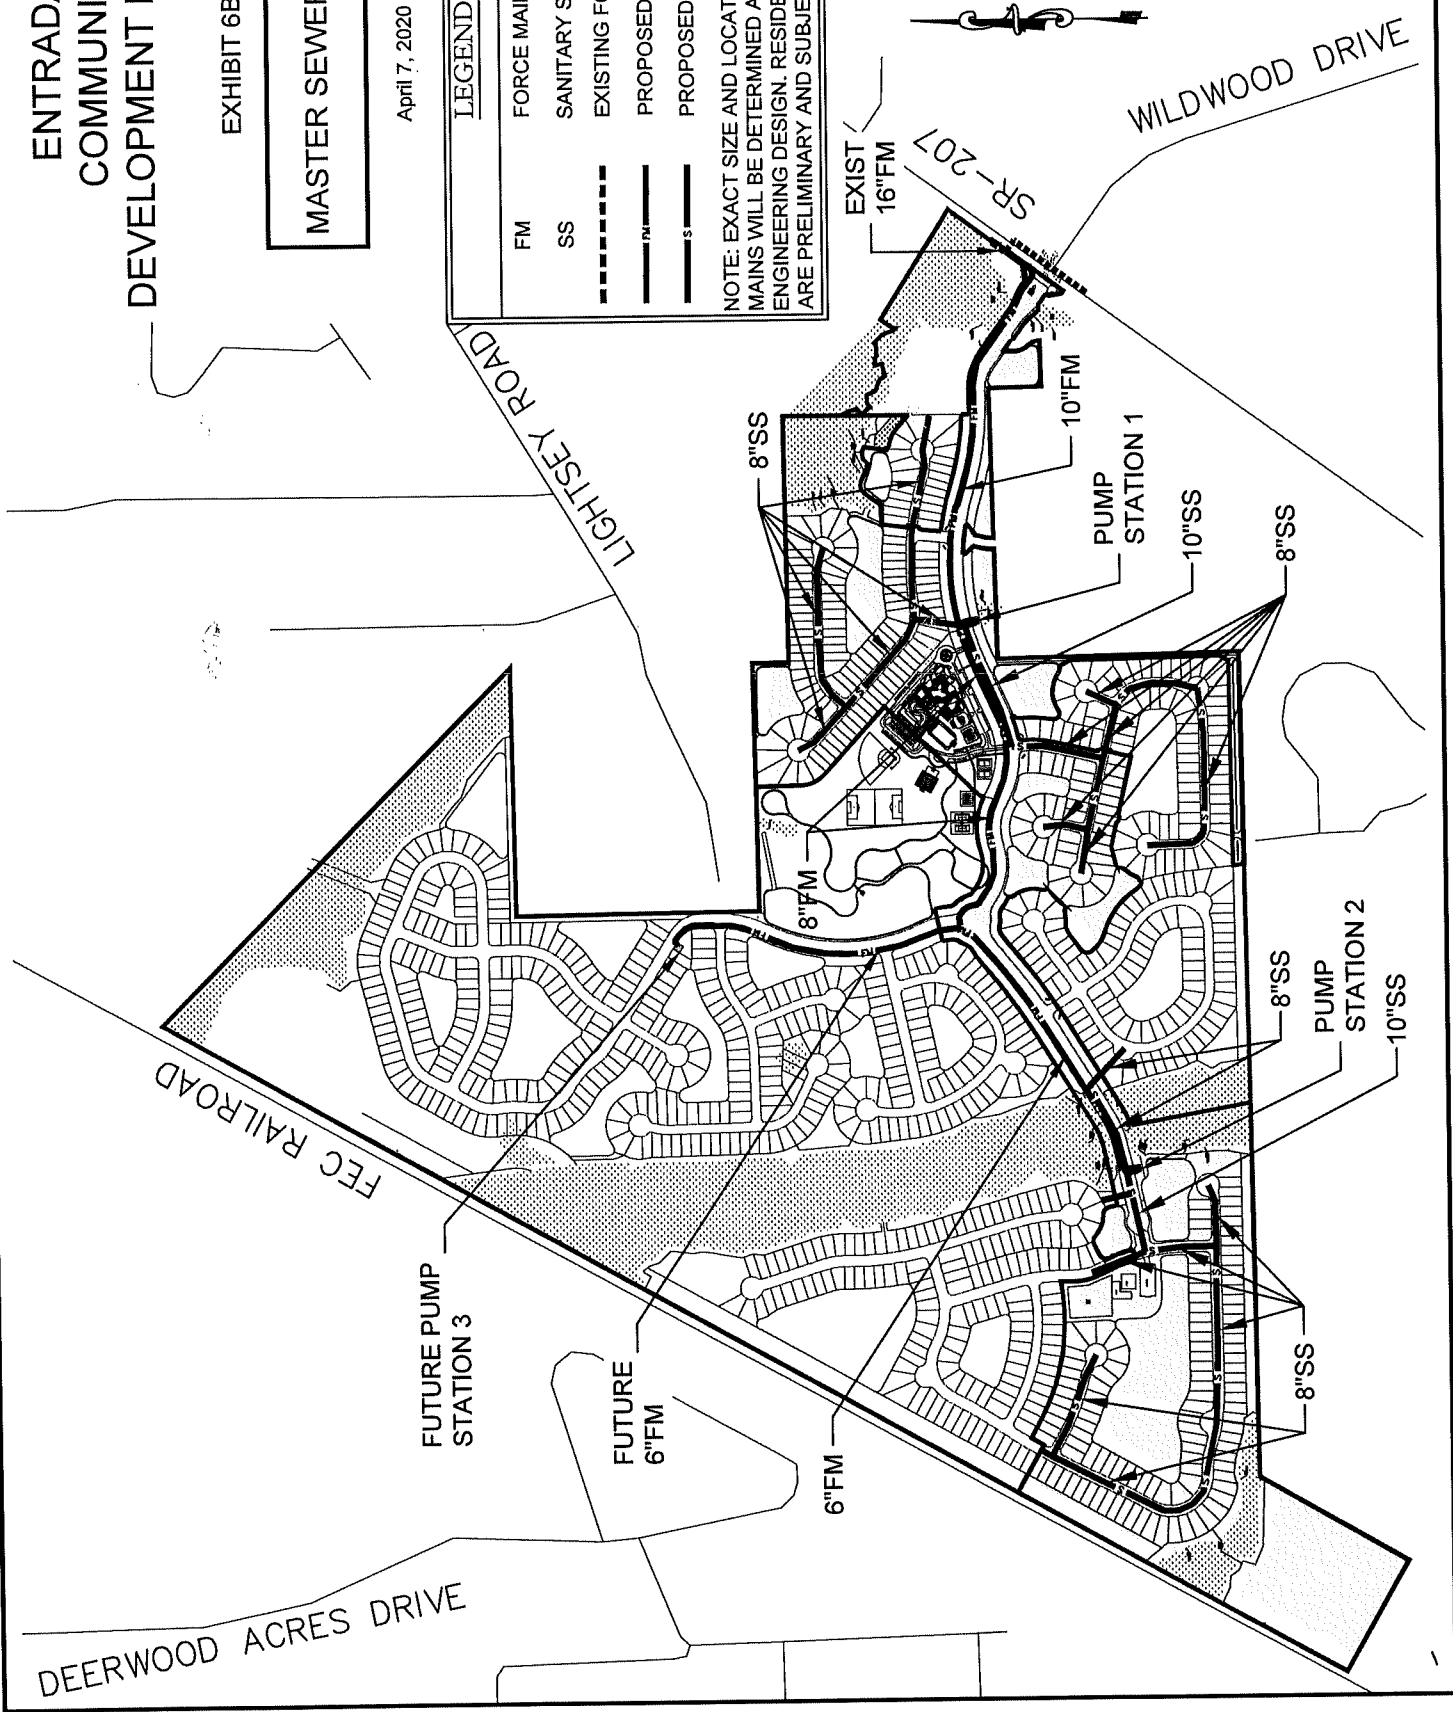 ENTRADA
COMMUNI
DEVELOPMENT
EXHIBIT 6B
MASTER SEWER
April 7, 2020
LEGEND
FM FORCE MAIN
SS SANITARY S
EXISTING FO
FM PROPOSED
S PROPOSED
NOTE: EXACT SIZE AND LOCAT
MAINS WILL BE DETERMINED A
ENGINEERING DESIGN. RESIDE
ARE PRELIMINARY AND SUBJE
EXIST
16"FM
SR-207
WILDWOOD DRIVE
LIGHTSEY ROAD
8"SS
10"FM
PUMP
STATION 1
10"SS
8"SS
8"FM
8"SS
PUMP
STATION 2
10"SS
FEC RAILROAD
FUTURE PUMP
STATION 3
FUTURE
6"FM
6"FM
8"SS
DEERWOOD ACRES DRIVE